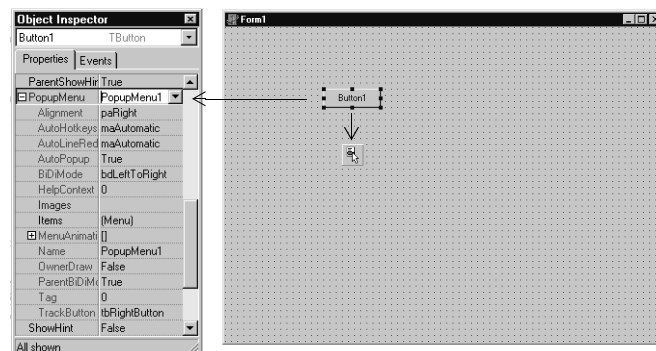 Object Inspector
Button1 TButton
Properties Events
ParentShowHir True
PopupMenu PopupMenu1
Alignment paRight
AutoHotkeys maAutomatic
AutoLineRed maAutomatic
AutoPopup True
BiDiMode bdLeftToRight
HelpContext 0
Images
Items (Menu)
MenuAnimati []
Name PopupMenu1
OwnerDraw False
ParentBiDiMo True
Tag 0
TrackButton tbRightButton
ShowHint False
All shown
Form1
Button1